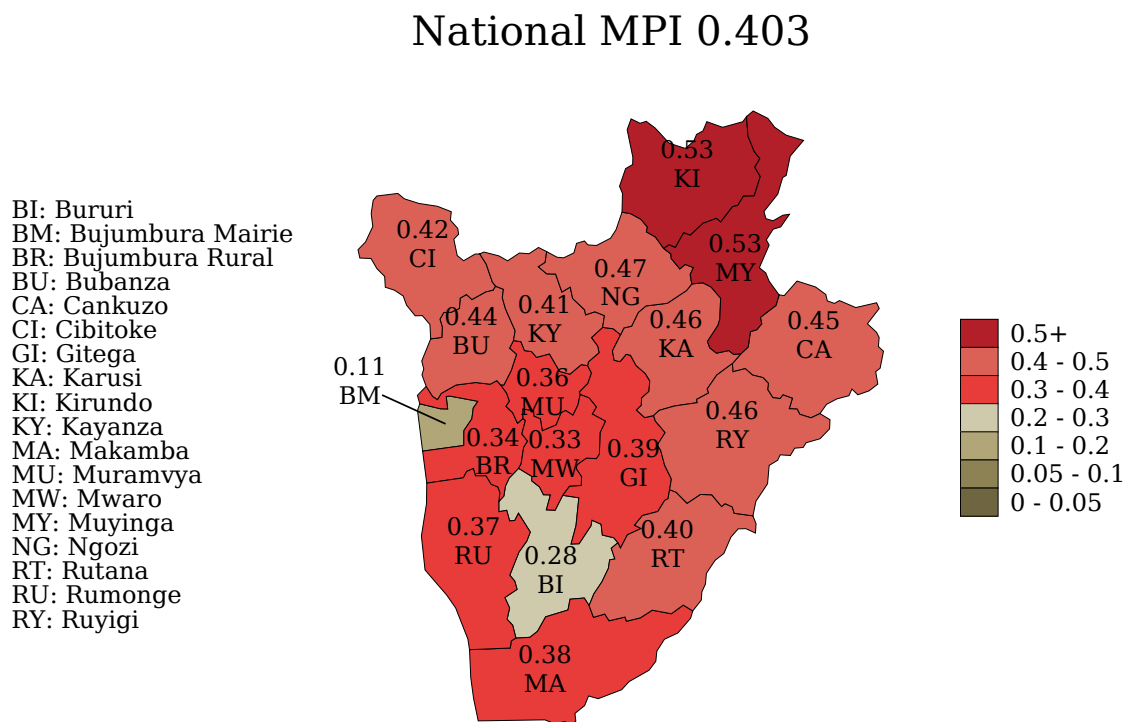 National MPI 0.403
BI: Bururi
BM: Bujumbura Mairie
BR: Bujumbura Rural
BU: Bubanza
CA: Cankuzo
CI: Cibitoke
GI: Gitega
KA: Karusi
KI: Kirundo
KY: Kayanza
MA: Makamba
MU: Muramvya
MW: Mwaro
MY: Muyinga
NG: Ngozi
RT: Rutana
RU: Rumonge
RY: Ruyigi
0.53
KI
0.42
CI
0.53
MY
0.47
NG
0.41
KY
0.44
BU
0.46
KA
0.45
CA
0.11
BM
0.36
MU
0.46
RY
0.34
BR
0.33
MW
0.39
GI
0.37
RU
0.40
RT
0.28
BI
0.38
MA
0.5+
0.4 - 0.5
0.3 - 0.4
0.2 - 0.3
0.1 - 0.2
0.05 - 0.1
0 - 0.05